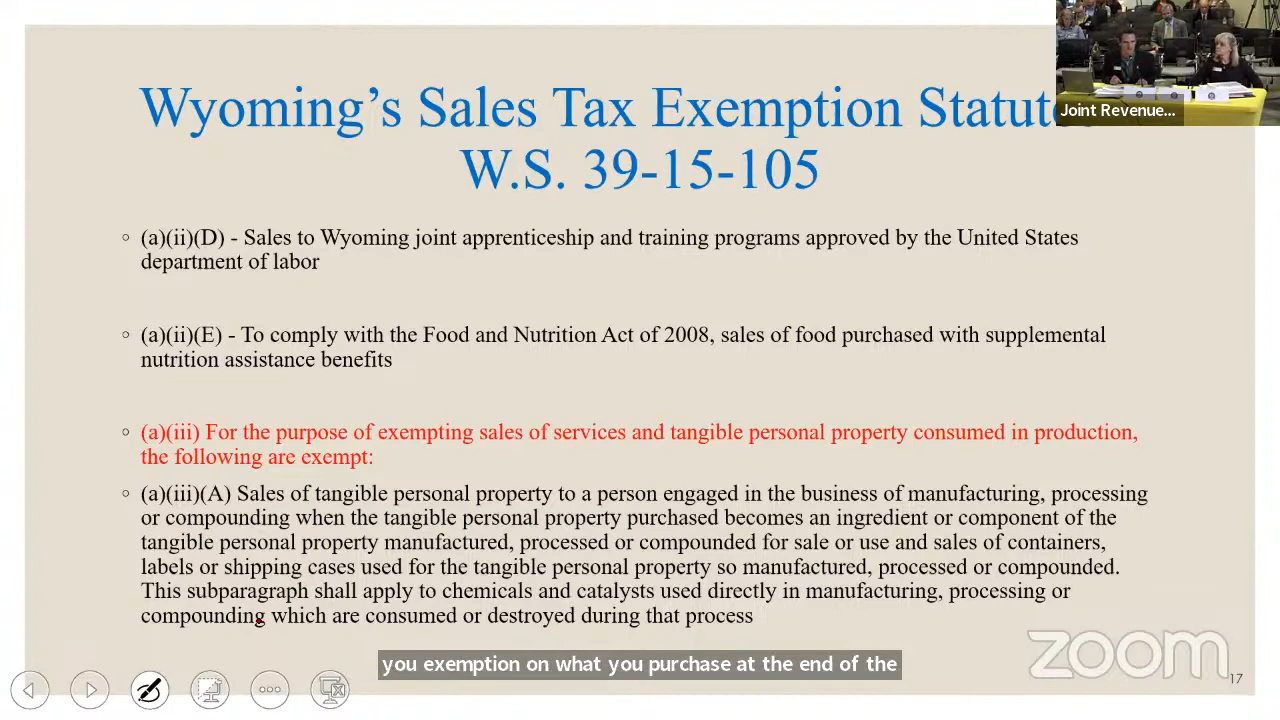 Wyoming's Sales Tax Exemption Statute
W.S. 39-15-105
Joint Revenue...
(a)(ii)(D) - Sales to Wyoming joint apprenticeship and training programs approved by the United States
department of labor
(a)(ii)(E) - To comply with the Food and Nutrition Act of 2008, sales of food purchased with supplemental
nutrition assistance benefits
(a)(iii) For the purpose of exempting sales of services and tangible personal property consumed in production,
the following are exempt:
(a)(iii)(A) Sales of tangible personal property to a person engaged in the business of manufacturing, processing
or compounding when the tangible personal property purchased becomes an ingredient or component of the
tangible personal property manufactured, processed or compounded for sale or use and sales of containers,
labels or shipping cases used for the tangible personal property so manufactured, processed or compounded.
This subparagraph shall apply to chemicals and catalysts used directly in manufacturing, processing or
compounding which are consumed or destroyed during that process
you exemption on what you purchase at the end of the
zoom
17